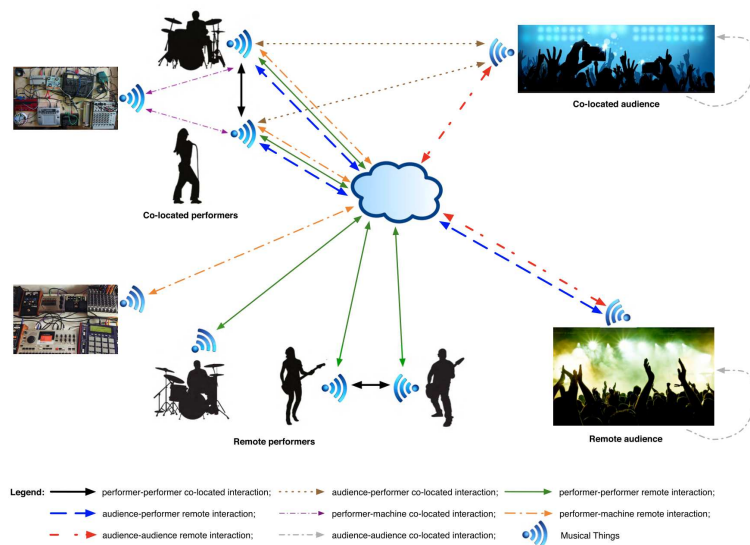 Co-located audience
Co-located performers
Remote performers
Remote audience
Legend: performer-performer co-located interaction; audience-performer co-located interaction; performer-performer remote interaction;
audience-performer remote interaction; performer-machine co-located interaction; performer-machine remote interaction;
audience-audience remote interaction; audience-audience co-located interaction; Musical Things